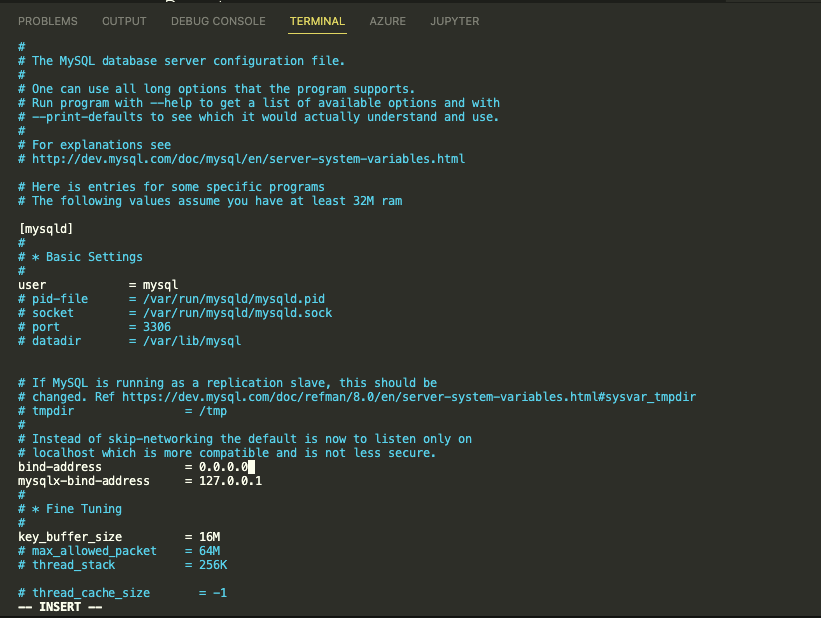 PROBLEMS OUTPUT DEBUG CONSOLE TERMINAL AZURE JUPYTER
#
# The MySQL database server configuration file.
#
# One can use all long options that the program supports.
# Run program with --help to get a list of available options and with
# --print-defaults to see which it would actually understand and use.
#
# For explanations see
# http://dev.mysql.com/doc/mysql/en/server-system-variables.html

# Here is entries for some specific programs
# The following values assume you have at least 32M ram

[mysqld]
#
# * Basic Settings
#
user            = mysql
# pid-file      = /var/run/mysqld/mysqld.pid
# socket        = /var/run/mysqld/mysqld.sock
# port          = 3306
# datadir       = /var/lib/mysql


# If MySQL is running as a replication slave, this should be
# changed. Ref https://dev.mysql.com/doc/refman/8.0/en/server-system-variables.html#sysvar_tmpdir
# tmpdir                = /tmp
#
# Instead of skip-networking the default is now to listen only on
# localhost which is more compatible and is not less secure.
bind-address            = 0.0.0.0
mysqlx-bind-address     = 127.0.0.1
#
# * Fine Tuning
#
key_buffer_size         = 16M
# max_allowed_packet    = 64M
# thread_stack          = 256K

# thread_cache_size       = -1
-- INSERT --